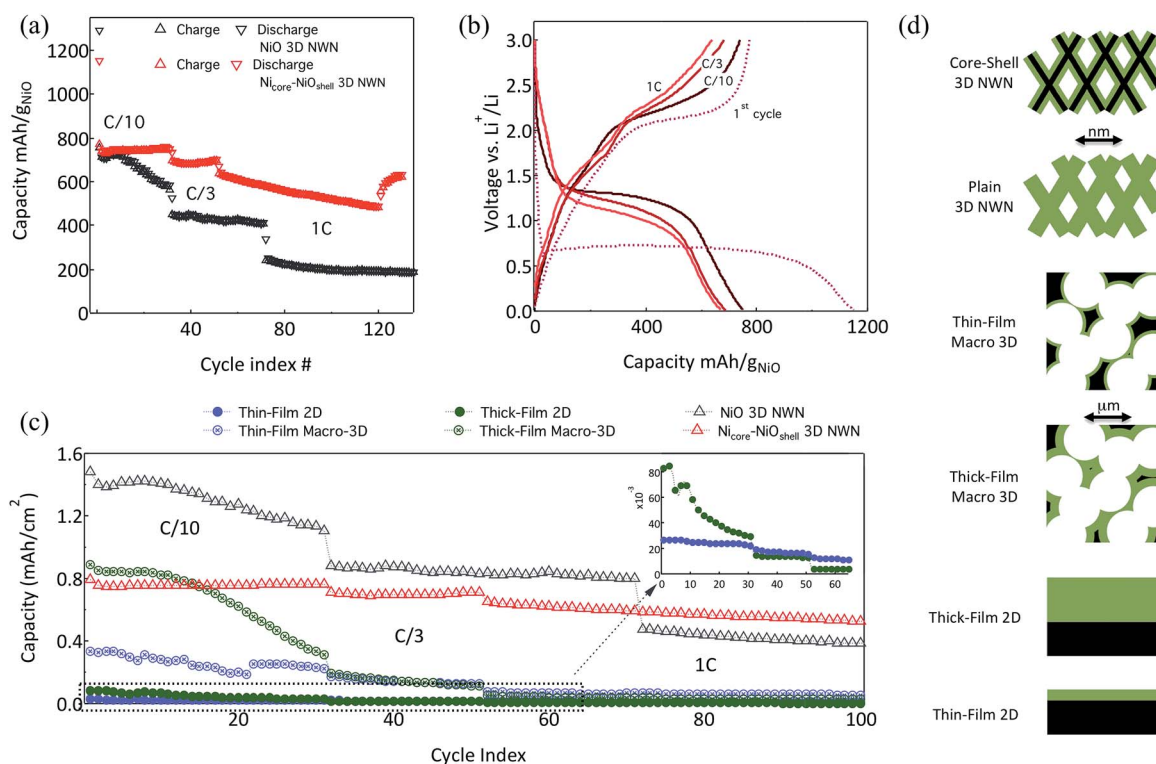 (a)
Charge Discharge
NiO 3D NWN
Charge Discharge
Nicore-NiOshell 3D NWN
C/10
C/3
1C
Capacity mAh/gNiO
1200
1000
800
600
400
200
0
0 40 80 120
Cycle index #
(b)
Voltage vs. Li+/Li
3.0
2.5
2.0
1.5
1.0
0.5
0.0
1C
C/3
C/10
1st cycle
0 400 800 1200
Capacity mAh/gNiO
(c)
Thin-Film 2D
Thin-Film Macro-3D
Thick-Film 2D
Thick-Film Macro-3D
NiO 3D NWN
Nicore-NiOshell 3D NWN
Capacity (mAh/cm2)
1.6
1.2
0.8
0.4
0.0
C/10
C/3
1C
x10-3
80
60
40
20
0
0 10 20 30 40 50 60
20 40 60 80 100
Cycle Index
(d)
Core-Shell
3D NWN
nm
Plain
3D NWN
Thin-Film
Macro 3D
μm
Thick-Film
Macro 3D
Thick-Film 2D
Thin-Film 2D